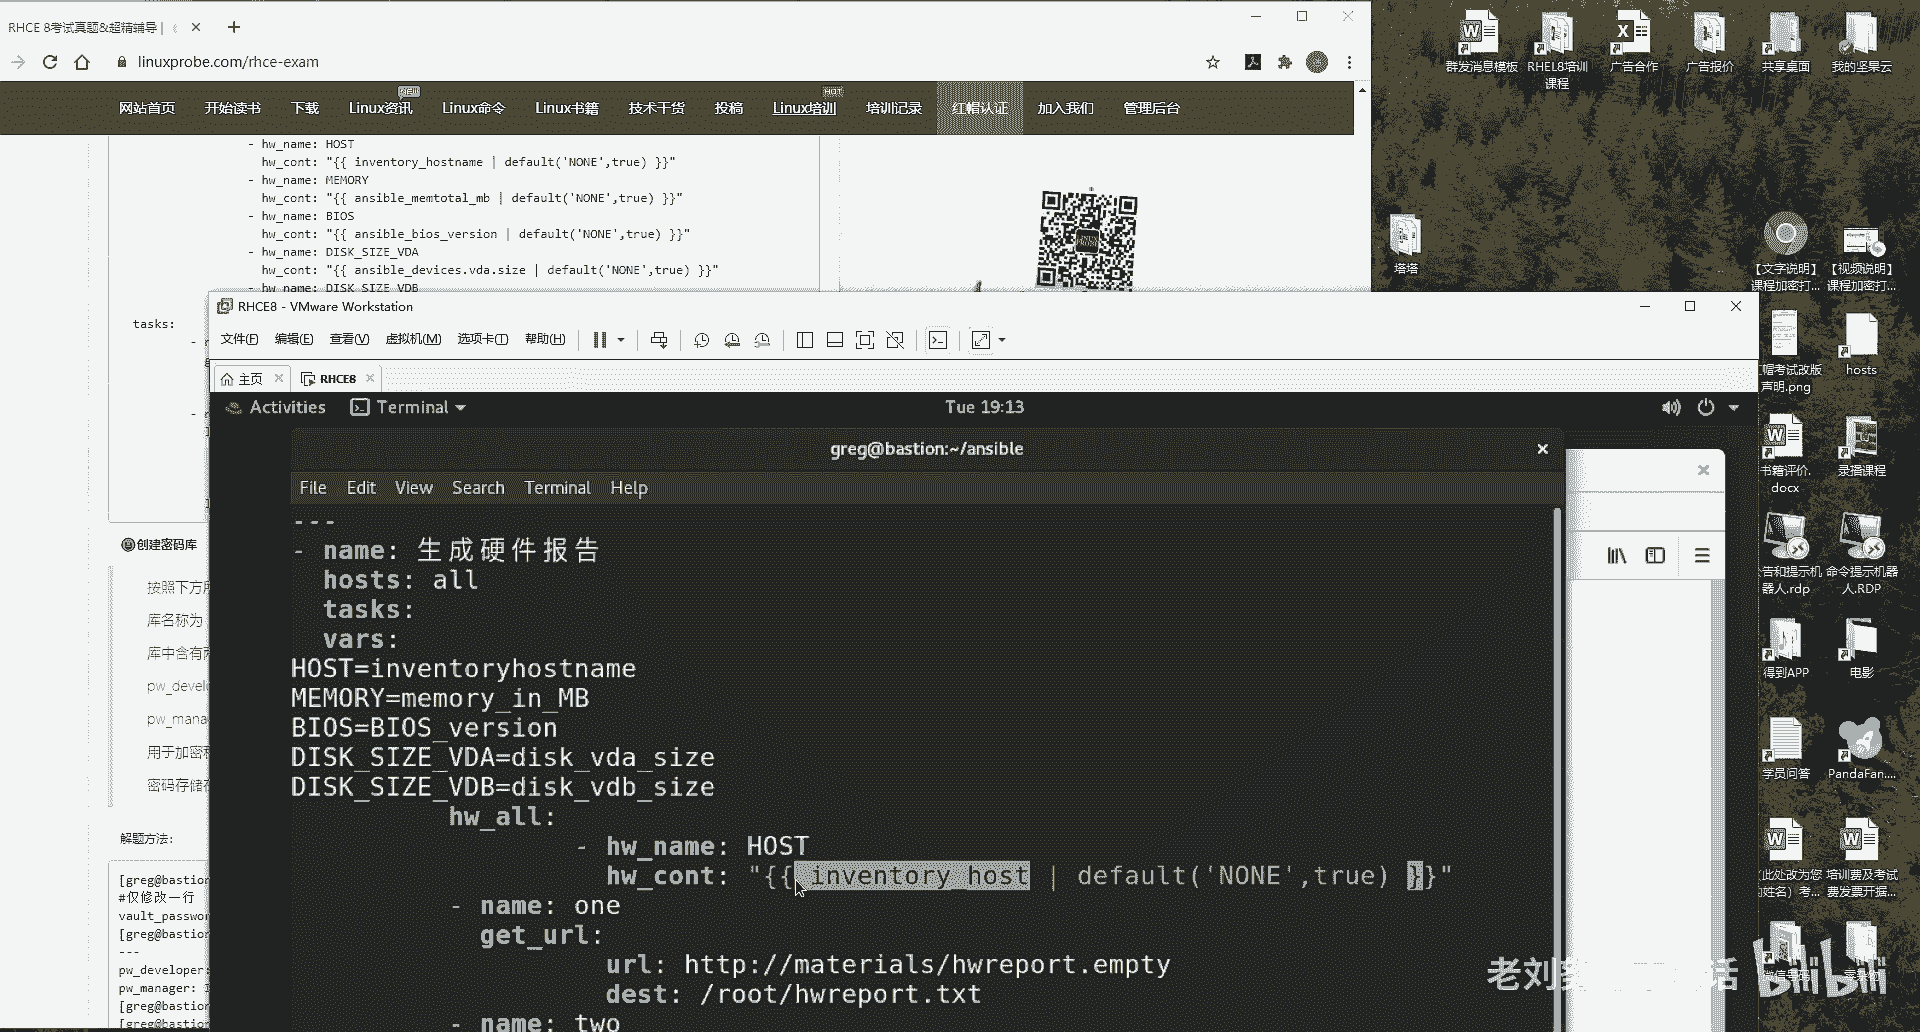 RHCE 8考试真题&超精辅导 |
linuxprobe.com/rhce-exam
网站首页 开始读书 下载 Linux资讯 NEW Linux命令 Linux书籍 技术干货 投稿 Linux培训 HOT 培训记录 红帽认证 加入我们 管理后台
- hw_name: HOST
hw_cont: "{{ inventory_hostname | default('NONE',true) }}"
- hw_name: MEMORY
hw_cont: "{{ ansible_memtotal_mb | default('NONE',true) }}"
- hw_name: BIOS
hw_cont: "{{ ansible_bios_version | default('NONE',true) }}"
- hw_name: DISK_SIZE_VDA
hw_cont: "{{ ansible_devices.vda.size | default('NONE',true) }}"
- hw_name: DISK_SIZE_VDB
tasks:
创建密码库
按照下方
库名称为
库中含有
pw_devel
pw_mana
用于加密
密码存储在
解题方法:
[greg@bastion
#仅修改一行
vault_passwor
[greg@bastion
---
pw_developer:
pw_manager:
[greg@bastion
[greg@bastion
RHCE8 - VMware Workstation
文件(F) 编辑(E) 查看(V) 虚拟机(M) 选项卡(T) 帮助(H)
主页 RHCE8
Activities Terminal Tue 19:13
greg@bastion:~/ansible
File Edit View Search Terminal Help
---
- name: 生成硬件报告
hosts: all
tasks:
vars:
HOST=inventoryhostname
MEMORY=memory_in_MB
BIOS=BIOS_version
DISK_SIZE_VDA=disk_vda_size
DISK_SIZE_VDB=disk_vdb_size
hw_all:
- hw_name: HOST
hw_cont: "{{ inventory_host | default('NONE',true) }}"
- name: one
get_url:
url: http://materials/hwreport.empty
dest: /root/hwreport.txt
- name: two
群发消息模板
RHEL8培训
课程
广告合作
广告报价
共享桌面
我的坚果云
塔塔
【文字说明】
课程加密打...
【视频说明】
课程加密打...
帽考试改版
声明.png
hosts
书籍评价.
docx
录播课程
告和提示机
器人.rdp
命令提示机器
人.RDP
得到APP
电影
学员问答
PandaFan....
(此处改为您
的姓名）考...
培训费及考试
费发票开据...
老刘 话
bilibili